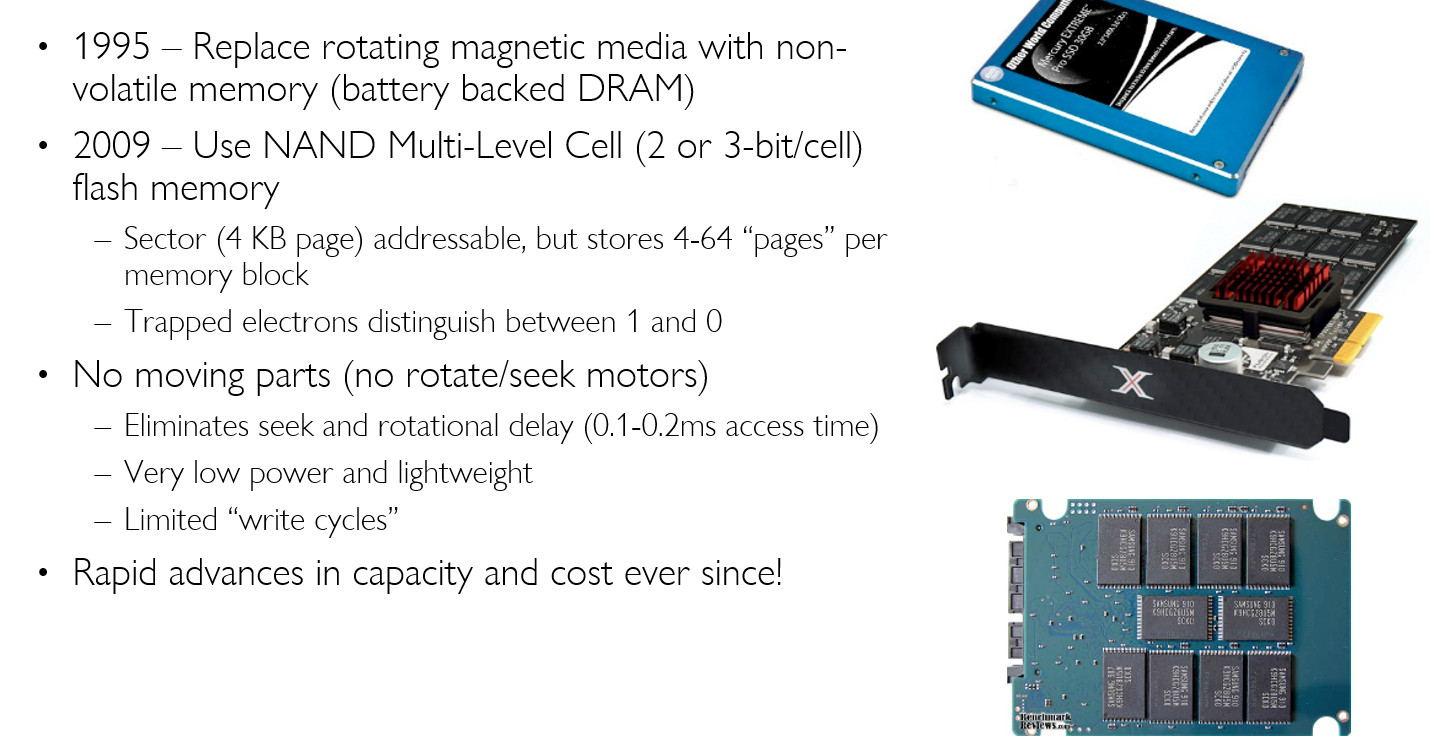 • 1995 – Replace rotating magnetic media with non-
volatile memory (battery backed DRAM)
• 2009 – Use NAND Multi-Level Cell (2 or 3-bit/cell)
flash memory
– Sector (4 KB page) addressable, but stores 4-64 “pages” per
memory block
– Trapped electrons distinguish between 1 and 0
• No moving parts (no rotate/seek motors)
– Eliminates seek and rotational delay (0.1-0.2ms access time)
– Very low power and lightweight
– Limited “write cycles”
• Rapid advances in capacity and cost ever since!
Other World Computing
Mercury EXTREME
Pro SSD 30GB
X
SAMSUNG 910
SAMSUNG 910
Benchmark
Reviews